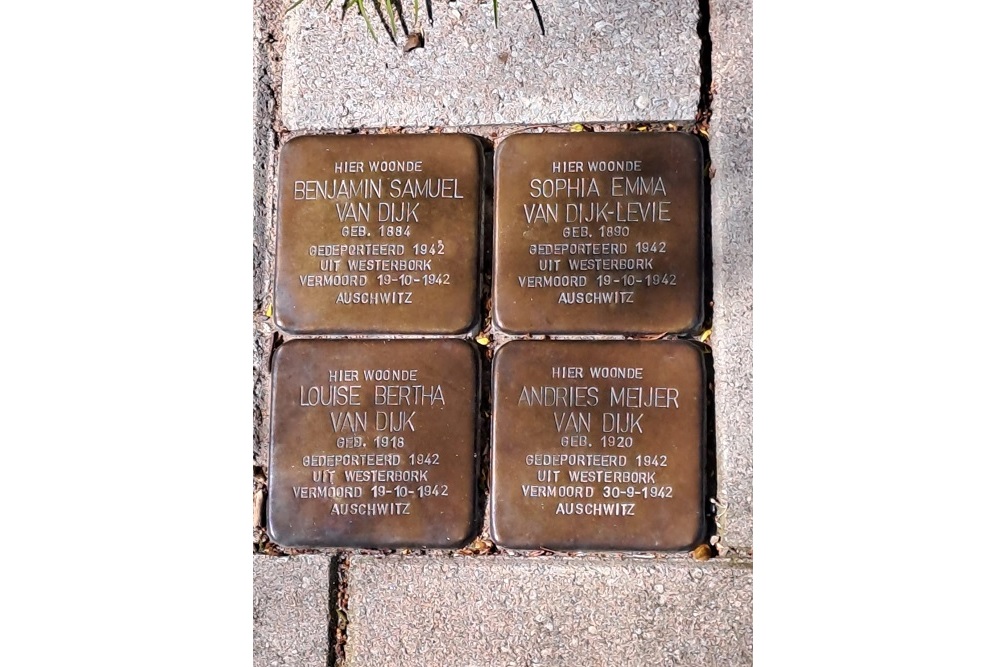 HIER WOONDE
BENJAMIN SAMUEL
VAN DIJK
GEB. 1884
GEDEPORTEERD 1942
UIT WESTERBORK
VERMOORD 19-10-1942
AUSCHWITZ
HIER WOONDE
SOPHIA EMMA
VAN DIJK-LEVIE
GEB. 1890
GEDEPORTEERD 1942
UIT WESTERBORK
VERMOORD 19-10-1942
AUSCHWITZ
HIER WOONDE
LOUISE BERTHA
VAN DIJK
GEB. 1918
GEDEPORTEERD 1942
UIT WESTERBORK
VERMOORD 19-10-1942
AUSCHWITZ
HIER WOONDE
ANDRIES MEIJER
VAN DIJK
GEB. 1920
GEDEPORTEERD 1942
UIT WESTERBORK
VERMOORD 30-9-1942
AUSCHWITZ